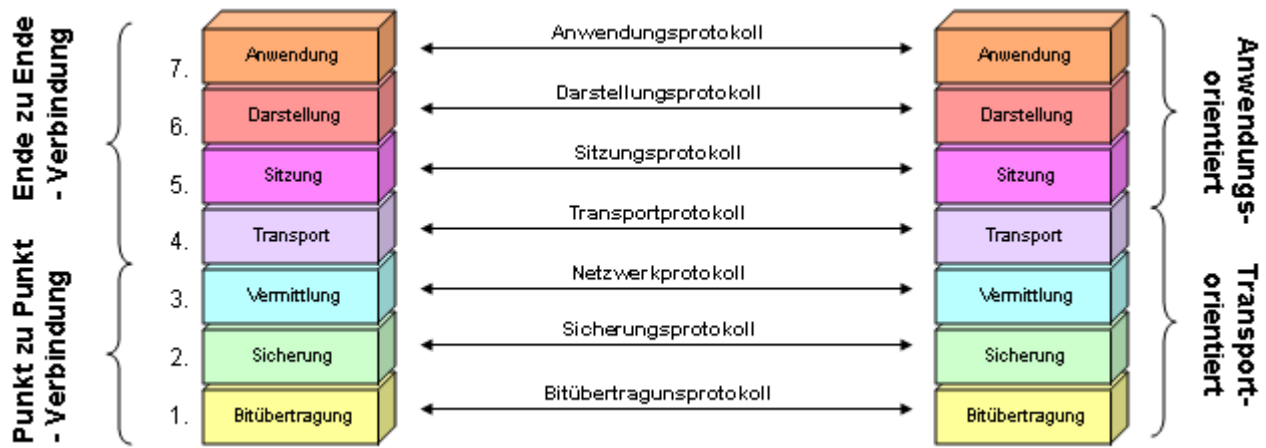 Ende zu Ende
- Verbindung
Punkt zu Punkt
- Verbindung
7.
Anwendung
Anwendungsprotokoll
Anwendung
6.
Darstellung
Darstellungsprotokoll
Darstellung
5.
Sitzung
Sitzungsprotokoll
Sitzung
4.
Transport
Transportprotokoll
Transport
3.
Vermittlung
Netzwerkprotokoll
Vermittlung
2.
Sicherung
Sicherungsprotokoll
Sicherung
1.
Bitübertragung
Bitübertragunsprotokoll
Bitübertragung
Anwendungs-
orientiert
Transport-
orientiert